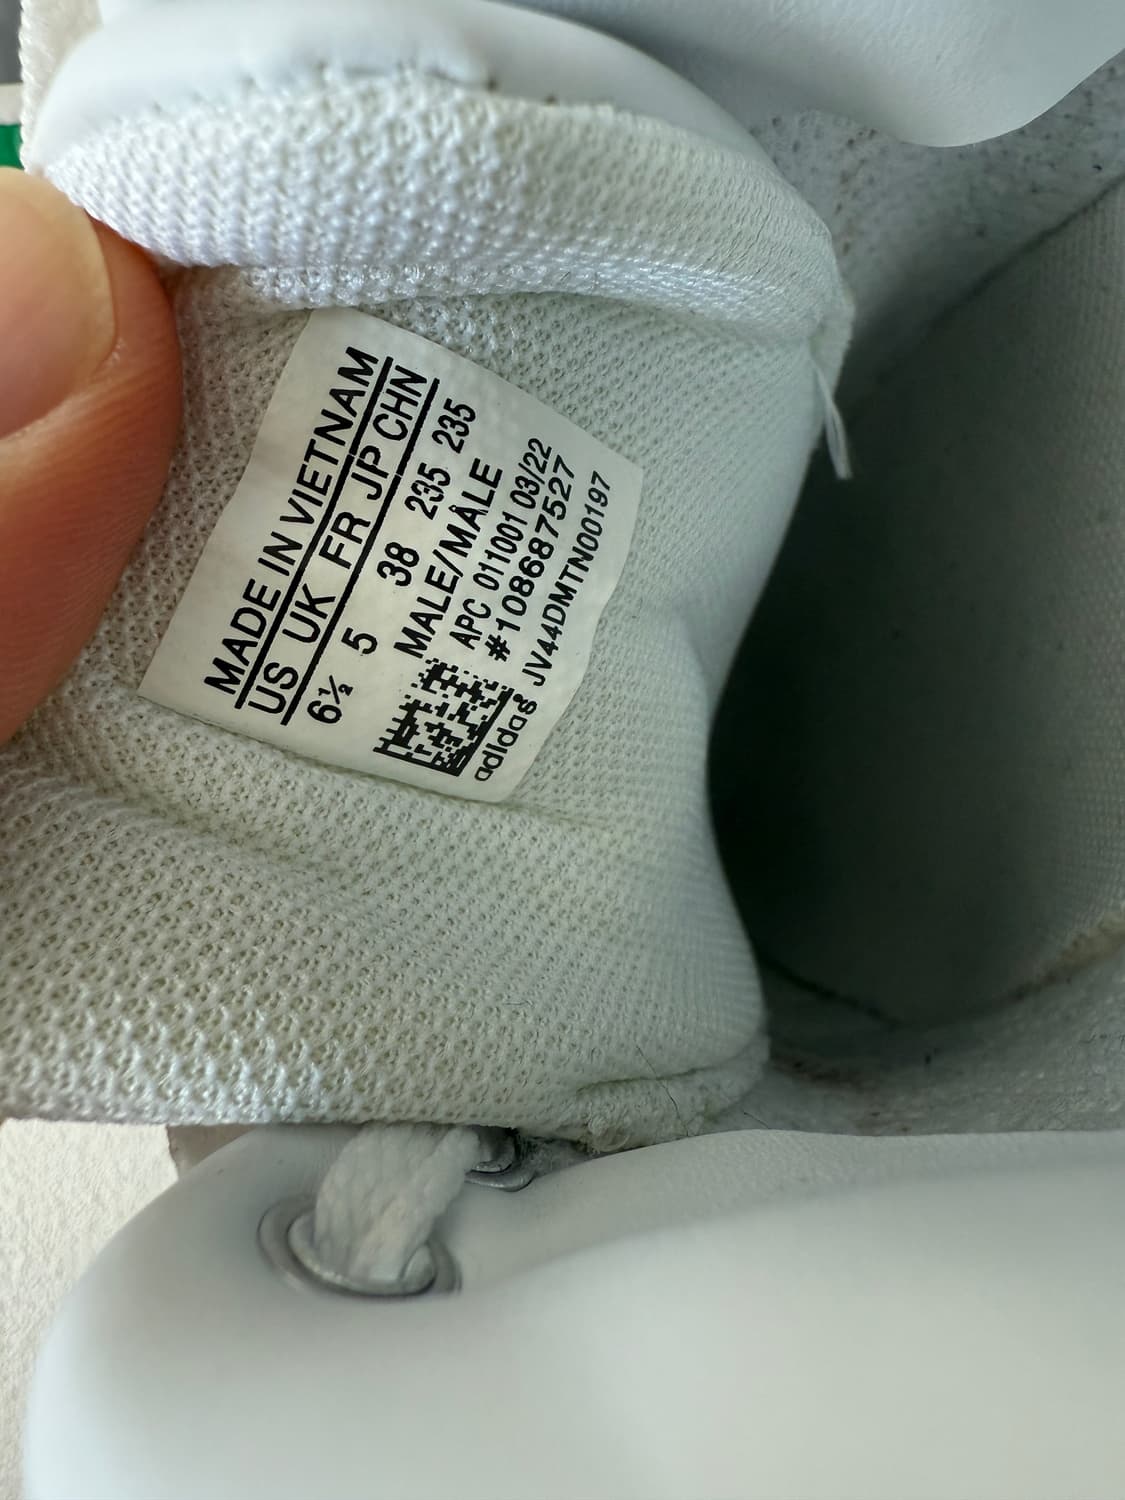 MADE IN VIETNAM
US UK FR JP CHN
6½ 5 38 235 235
MALE/MÂLE
APC 011001 03/22
#108687527
adidas JV44DMTN00197